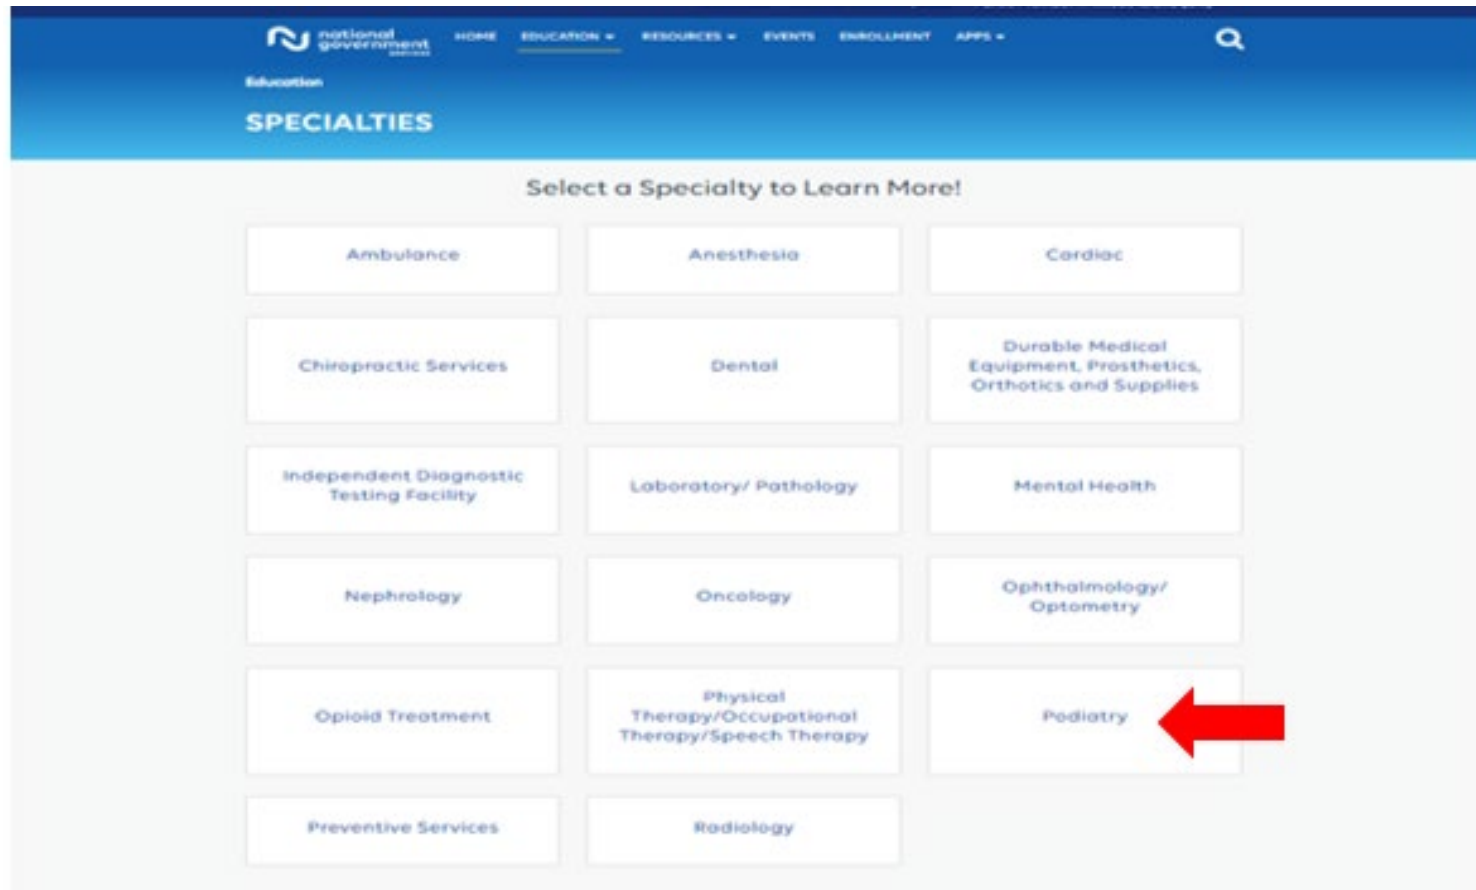 national
government
SERVICES
HOME EDUCATION RESOURCES EVENTS ENROLLMENT APPS
Education
SPECIALTIES
Select a Specialty to Learn More!
Ambulance
Anesthesia
Cardiac
Chiropractic Services
Dental
Durable Medical
Equipment, Prosthetics,
Orthotics and Supplies
Independent Diagnostic
Testing Facility
Laboratory/ Pathology
Mental Health
Nephrology
Oncology
Ophthalmology/
Optometry
Opioid Treatment
Physical
Therapy/Occupational
Therapy/Speech Therapy
Podiatry
Preventive Services
Radiology